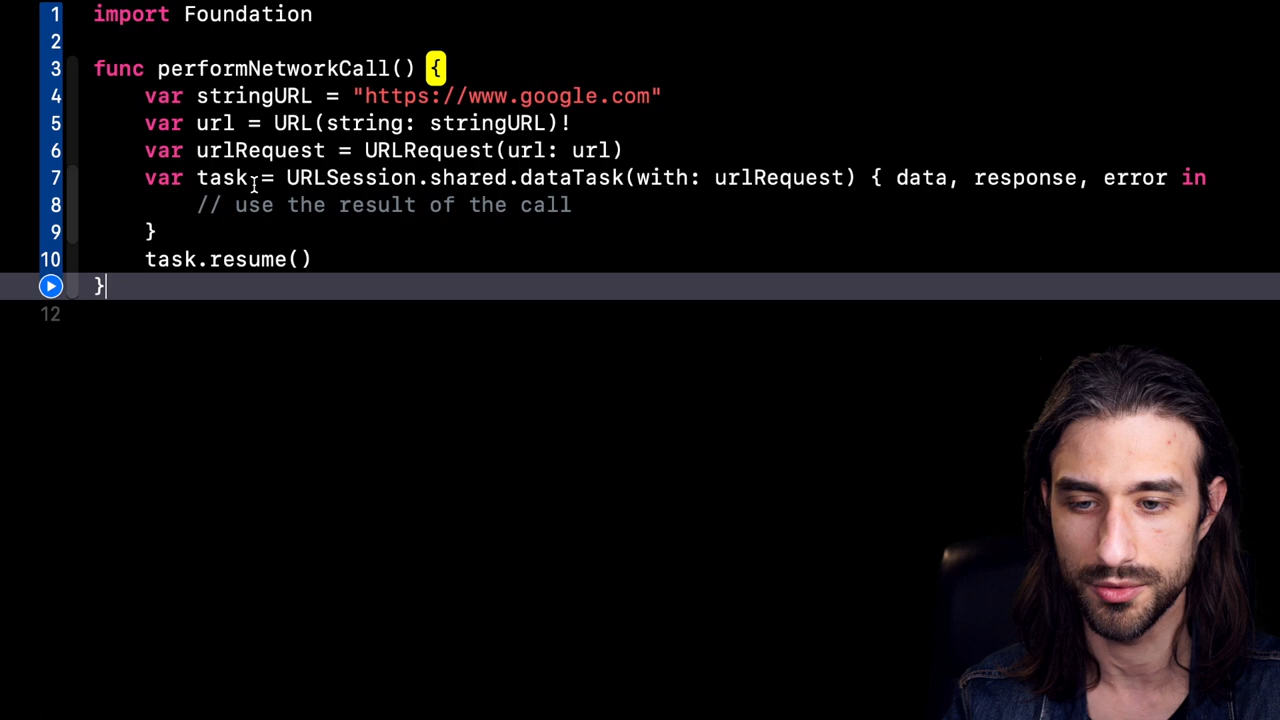 1 import Foundation
2
3 func performNetworkCall() {
4 var stringURL = "https://www.google.com"
5 var url = URL(string: stringURL)!
6 var urlRequest = URLRequest(url: url)
7 var task = URLSession.shared.dataTask(with: urlRequest) { data, response, error in
8 // use the result of the call
9 }
10 task.resume()
}
12